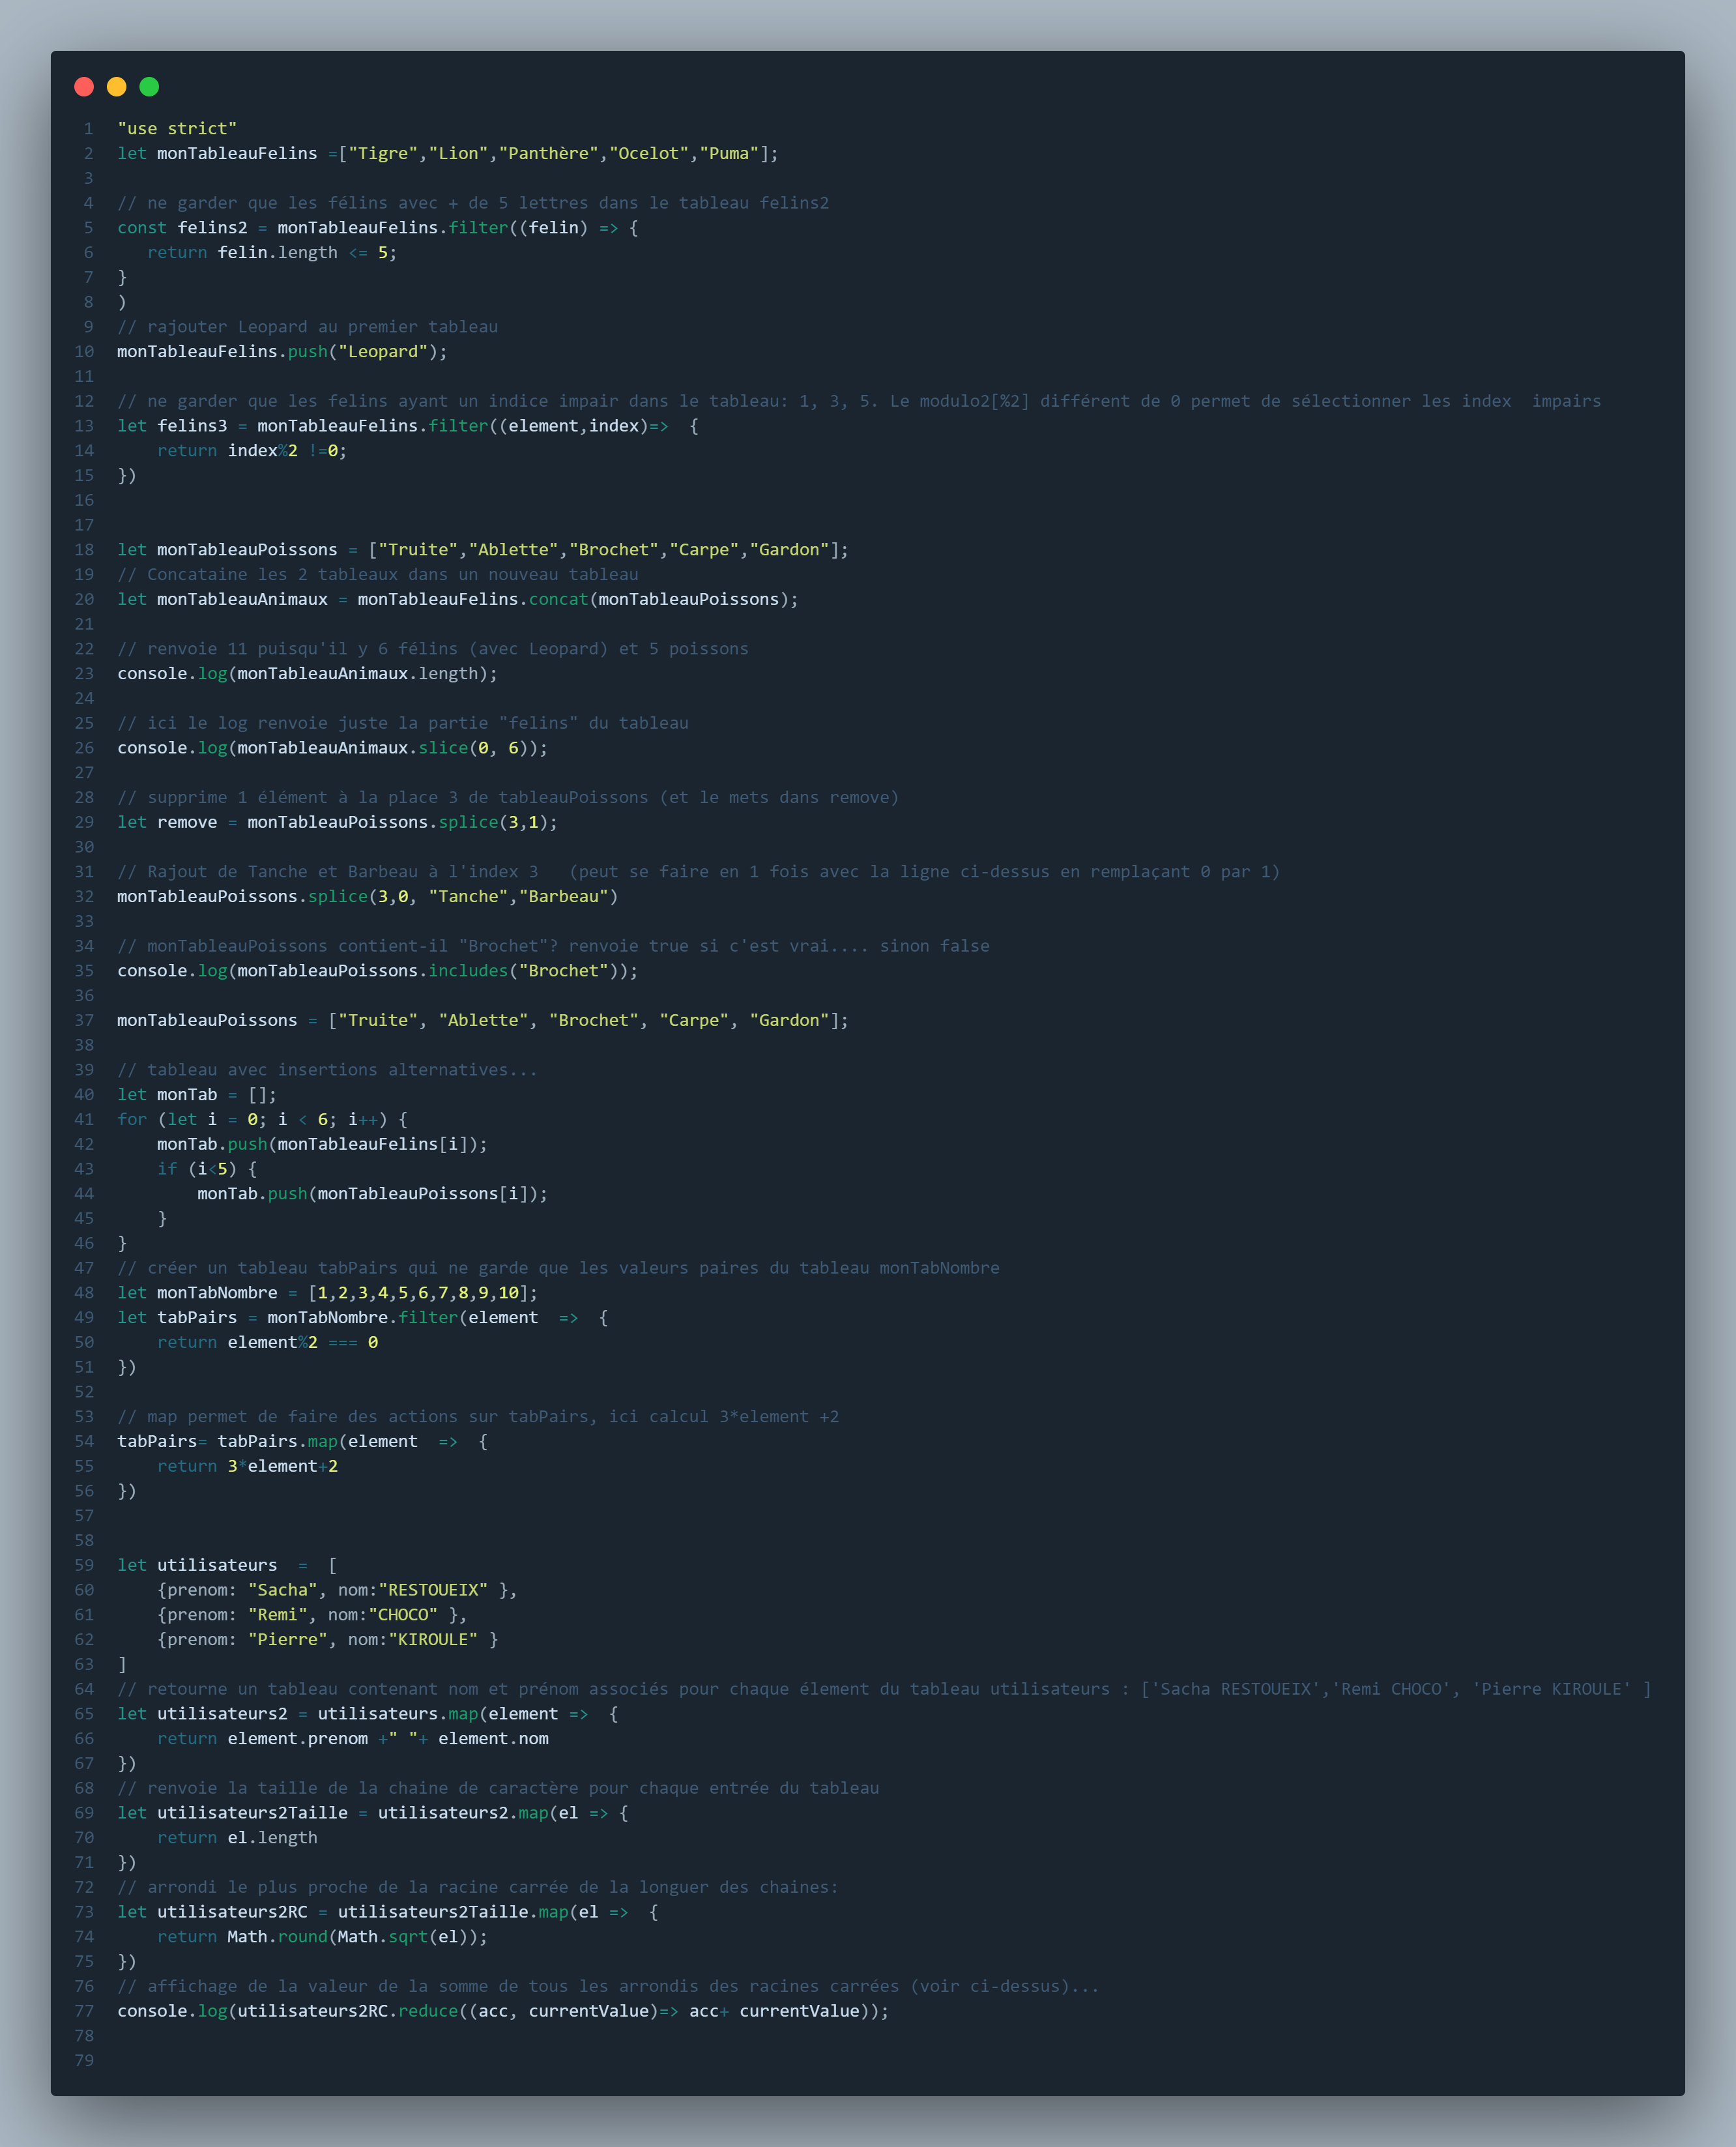 1 "use strict"
2 let monTableauFelins =["Tigre","Lion","Panthère","Ocelot","Puma"];
3
4 // ne garder que les félins avec + de 5 lettres dans le tableau felins2
5 const felins2 = monTableauFelins.filter((felin) => {
6    return felin.length <= 5;
7 }
8 )
9 // rajouter Leopard au premier tableau
10 monTableauFelins.push("Leopard");
11
12 // ne garder que les felins ayant un indice impair dans le tableau: 1, 3, 5. Le modulo2[%2] différent de 0 permet de sélectionner les index  impairs
13 let felins3 = monTableauFelins.filter((element,index)=>  {
14     return index%2 !=0;
15 })
16
17
18 let monTableauPoissons = ["Truite","Ablette","Brochet","Carpe","Gardon"];
19 // Concataine les 2 tableaux dans un nouveau tableau
20 let monTableauAnimaux = monTableauFelins.concat(monTableauPoissons);
21
22 // renvoie 11 puisqu'il y 6 félins (avec Leopard) et 5 poissons
23 console.log(monTableauAnimaux.length);
24
25 // ici le log renvoie juste la partie "felins" du tableau
26 console.log(monTableauAnimaux.slice(0, 6));
27
28 // supprime 1 élément à la place 3 de tableauPoissons (et le mets dans remove)
29 let remove = monTableauPoissons.splice(3,1);
30
31 // Rajout de Tanche et Barbeau à l'index 3   (peut se faire en 1 fois avec la ligne ci-dessus en remplaçant 0 par 1)
32 monTableauPoissons.splice(3,0, "Tanche","Barbeau")
33
34 // monTableauPoissons contient-il "Brochet"? renvoie true si c'est vrai.... sinon false
35 console.log(monTableauPoissons.includes("Brochet"));
36
37 monTableauPoissons = ["Truite", "Ablette", "Brochet", "Carpe", "Gardon"];
38
39 // tableau avec insertions alternatives...
40 let monTab = [];
41 for (let i = 0; i < 6; i++) {
42     monTab.push(monTableauFelins[i]);
43     if (i<5) {
44         monTab.push(monTableauPoissons[i]);
45     }
46 }
47 // créer un tableau tabPairs qui ne garde que les valeurs paires du tableau monTabNombre
48 let monTabNombre = [1,2,3,4,5,6,7,8,9,10];
49 let tabPairs = monTabNombre.filter(element  =>  {
50     return element%2 === 0
51 })
52
53 // map permet de faire des actions sur tabPairs, ici calcul 3*element +2
54 tabPairs= tabPairs.map(element  =>  {
55     return 3*element+2
56 })
57
58
59 let utilisateurs  =  [
60     {prenom: "Sacha", nom:"RESTOUEIX" },
61     {prenom: "Remi", nom:"CHOCO" },
62     {prenom: "Pierre", nom:"KIROULE" }
63 ]
64 // retourne un tableau contenant nom et prénom associés pour chaque élement du tableau utilisateurs : ['Sacha RESTOUEIX','Remi CHOCO', 'Pierre KIROULE' ]
65 let utilisateurs2 = utilisateurs.map(element =>  {
66     return element.prenom +" "+ element.nom
67 })
68 // renvoie la taille de la chaine de caractère pour chaque entrée du tableau
69 let utilisateurs2Taille = utilisateurs2.map(el => {
70     return el.length
71 })
72 // arrondi le plus proche de la racine carrée de la longuer des chaines:
73 let utilisateurs2RC = utilisateurs2Taille.map(el =>  {
74     return Math.round(Math.sqrt(el));
75 })
76 // affichage de la valeur de la somme de tous les arrondis des racines carrées (voir ci-dessus)...
77 console.log(utilisateurs2RC.reduce((acc, currentValue)=> acc+ currentValue));
78
79